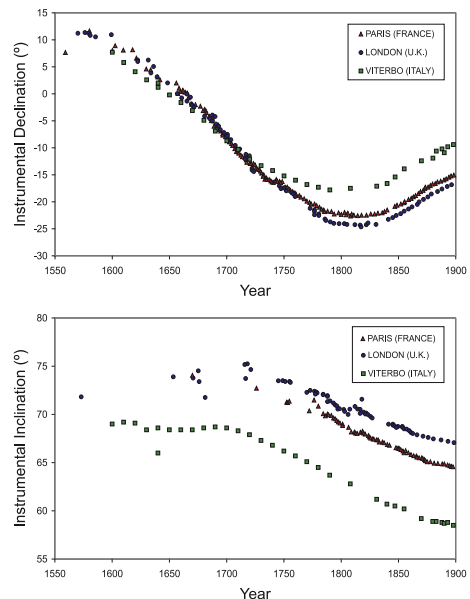 15
10
5
0
-5
-10
-15
-20
-25
-30
Instrumental Declination (º)
PARIS (FRANCE)
LONDON (U.K.)
VITERBO (ITALY)
1550 1600 1650 1700 1750 1800 1850 1900
Year
80
75
70
65
60
55
Instrumental Inclination (º)
PARIS (FRANCE)
LONDON (U.K.)
VITERBO (ITALY)
1550 1600 1650 1700 1750 1800 1850 1900
Year